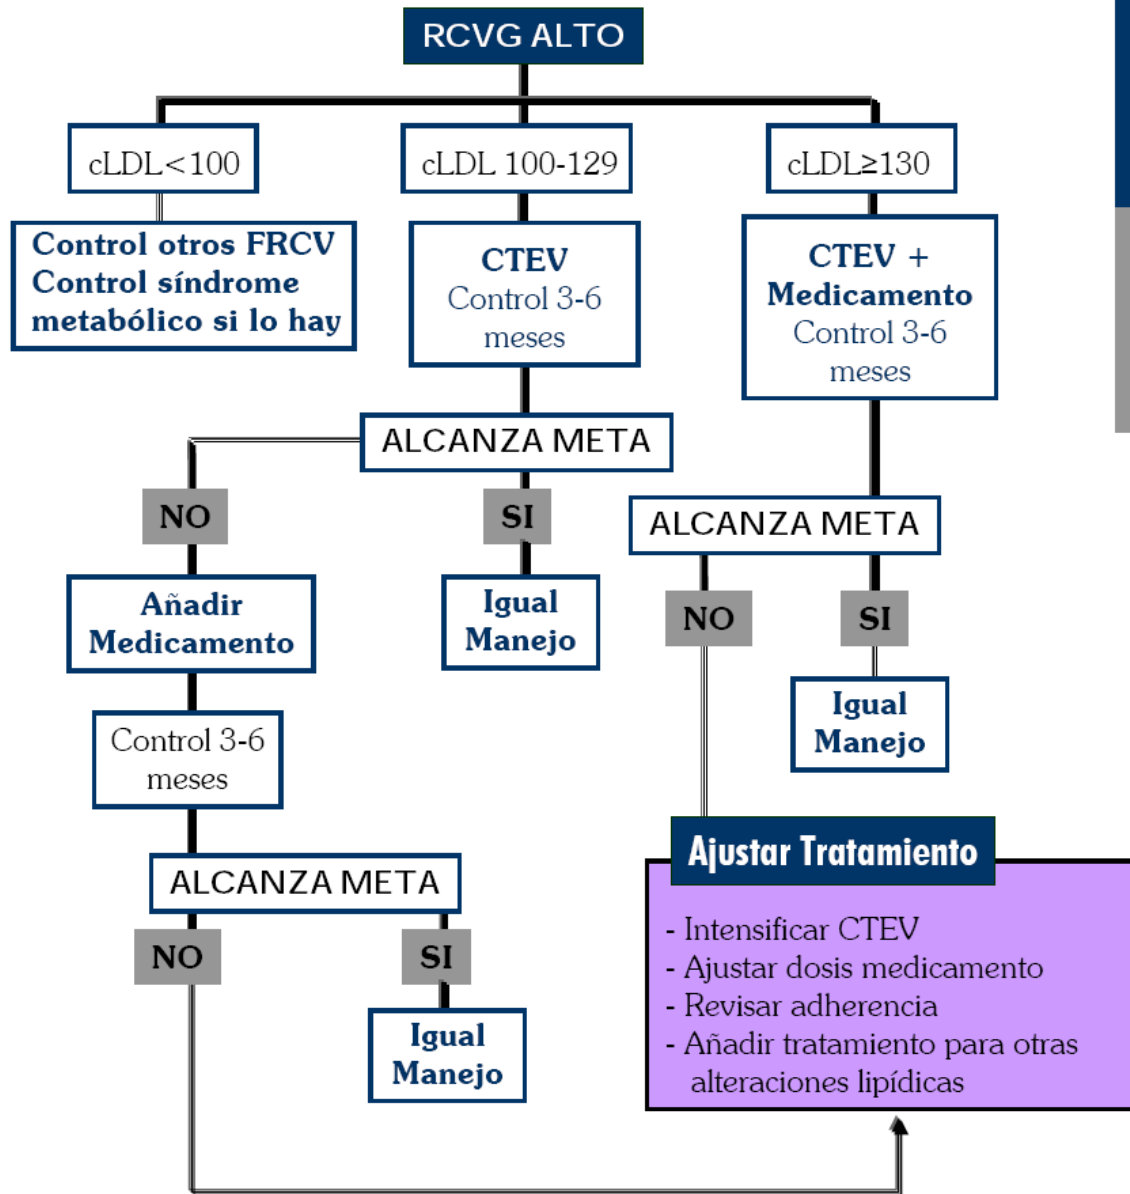 RCVG ALTO
cLDL<100
cLDL 100-129
cLDL≥130
Control otros FRCV
Control síndrome
metabólico si lo hay
CTEV
Control 3-6
meses
CTEV +
Medicamento
Control 3-6
meses
ALCANZA META
NO
SI
ALCANZA META
Añadir
Medicamento
Igual
Manejo
NO
SI
Control 3-6
meses
Igual
Manejo
ALCANZA META
NO
SI
Igual
Manejo
Ajustar Tratamiento
- Intensificar CTEV
- Ajustar dosis medicamento
- Revisar adherencia
- Añadir tratamiento para otras
alteraciones lipídicas